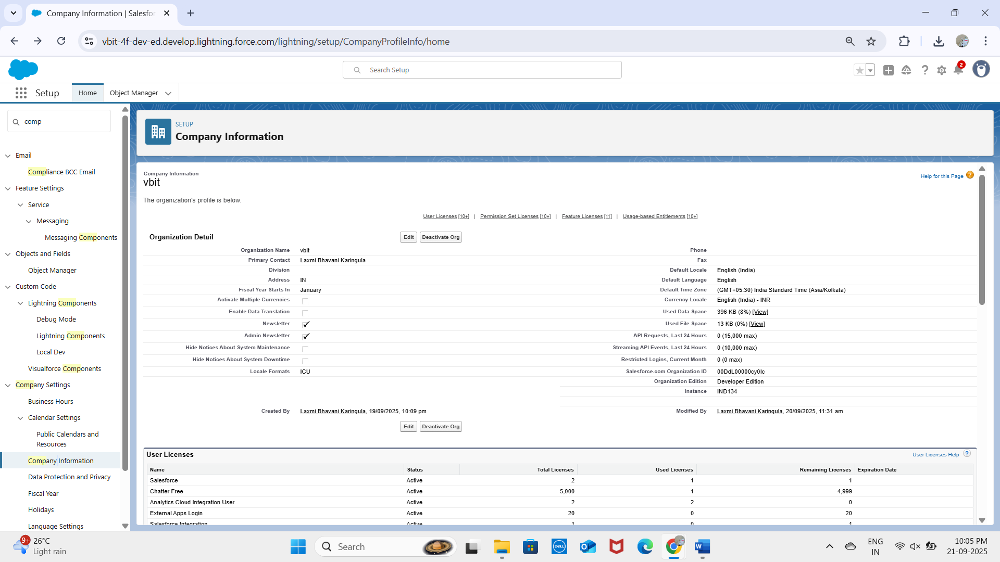 Company Information | Salesfor
vbit-4f-dev-ed.develop.lightning.force.com/lightning/setup/CompanyProfileInfo/home
Search Setup
2
Setup
Home
Object Manager
comp
Email
Compliance BCC Email
Feature Settings
Service
Messaging
Messaging Components
Objects and Fields
Object Manager
Custom Code
Lightning Components
Debug Mode
Lightning Components
Local Dev
Visualforce Components
Company Settings
Business Hours
Calendar Settings
Public Calendars and
Resources
Company Information
Data Protection and Privacy
Fiscal Year
Holidays
Language Settings
SETUP
Company Information
Company Information
vbit
Help for this Page ?
The organization's profile is below.
User Licenses [10+] | Permission Set Licenses [10+] | Feature Licenses [11] | Usage-based Entitlements [10+]
Organization Detail Edit Deactivate Org
Organization Name vbit Phone
Primary Contact Laxmi Bhavani Karingula Fax
Division Default Locale English (India)
Address IN Default Language English
Fiscal Year Starts In January Default Time Zone (GMT+05:30) India Standard Time (Asia/Kolkata)
Activate Multiple Currencies Currency Locale English (India) - INR
Enable Data Translation Used Data Space 396 KB (8%) [View]
Newsletter Used File Space 13 KB (0%) [View]
Admin Newsletter API Requests, Last 24 Hours 0 (15,000 max)
Hide Notices About System Maintenance Streaming API Events, Last 24 Hours 0 (10,000 max)
Hide Notices About System Downtime Restricted Logins, Current Month 0 (0 max)
Locale Formats ICU Salesforce.com Organization ID 00DdL00000cy0Ic
Organization Edition Developer Edition
Instance IND134
Created By Laxmi Bhavani Karingula, 19/09/2025, 10:09 pm Modified By Laxmi Bhavani Karingula, 20/09/2025, 11:31 am
Edit Deactivate Org
User Licenses User Licenses Help ?
Name Status Total Licenses Used Licenses Remaining Licenses Expiration Date
Salesforce Active 2 1 1
Chatter Free Active 5,000 1 4,999
Analytics Cloud Integration User Active 2 2 0
External Apps Login Active 20 0 20
Salesforce Integration Active 1 0 1
9+
26°C
Light rain
Search
DELL
W
ENG
IN
10:05 PM
21-09-2025